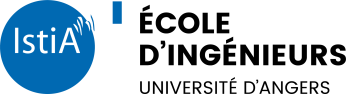 IstiA
ÉCOLE
D'INGÉNIEURS
UNIVERSITÉ D'ANGERS